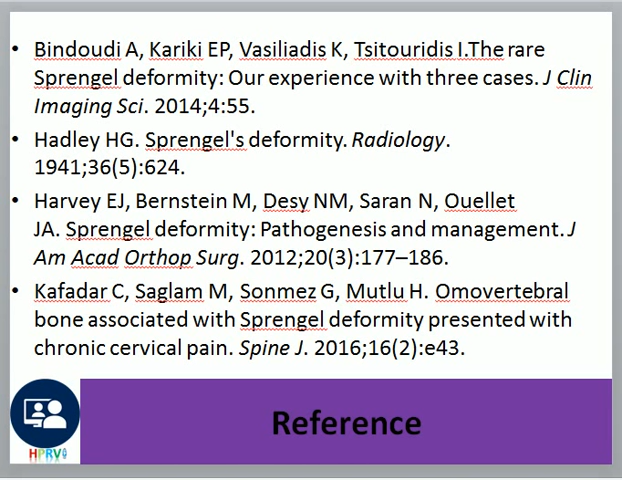 • Bindoudi A, Kariki EP, Vasiliadis K, Tsitouridis I.The rare
Sprengel deformity: Our experience with three cases. J Clin
Imaging Sci. 2014;4:55.
• Hadley HG. Sprengel's deformity. Radiology.
1941;36(5):624.
• Harvey EJ, Bernstein M, Desy NM, Saran N, Ouellet
JA. Sprengel deformity: Pathogenesis and management. J
Am Acad Orthop Surg. 2012;20(3):177–186.
• Kafadar C, Saglam M, Sonmez G, Mutlu H. Omovertebral
bone associated with Sprengel deformity presented with
chronic cervical pain. Spine J. 2016;16(2):e43.
Reference
HPRV